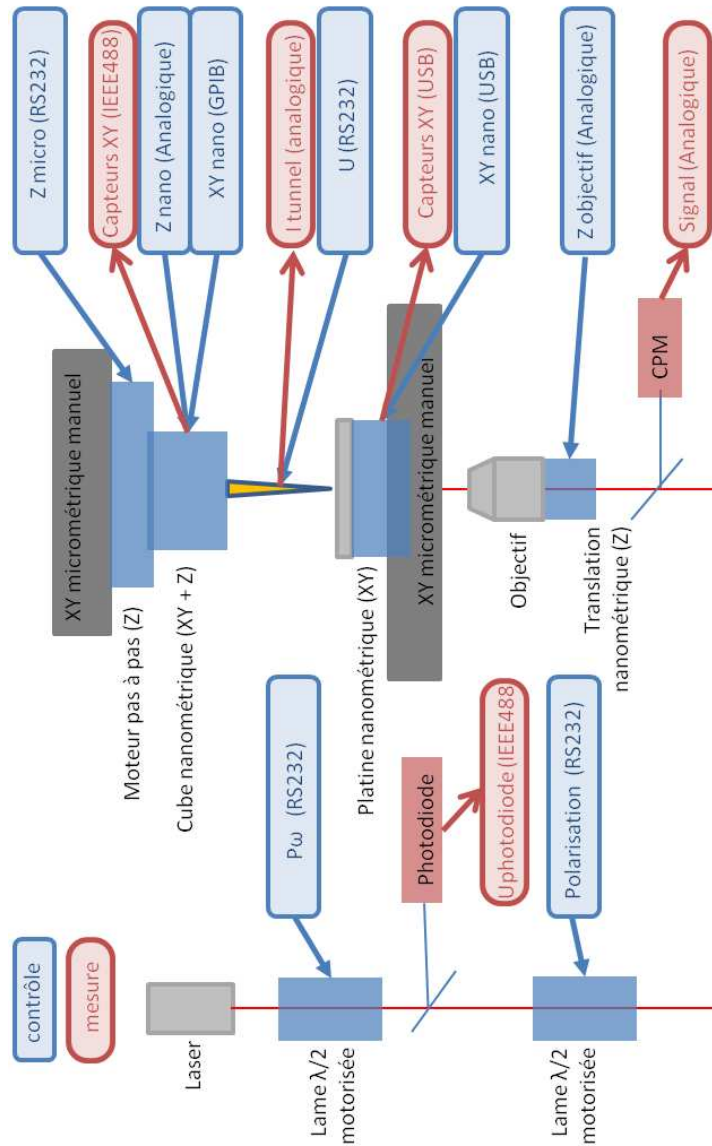 contrôle
mesure
Laser
Lame λ/2
motorisée
Pω (RS232)
Photodiode
Uphotodiode (IEEE488
Lame λ/2
motorisée
Polarisation (RS232)
XY micrométrique manuel
Moteur pas à pas (Z)
Cube nanométrique (XY + Z)
Z micro (RS232)
Capteurs XY (IEEE488)
Z nano (Analogique)
XY nano (GPIB)
I tunnel (analogique)
U (RS232)
Platine nanométrique (XY)
XY micrométrique manuel
Capteurs XY (USB)
XY nano (USB)
Objectif
Translation
nanométrique (Z)
Z objectif (Analogique)
CPM
Signal (Analogique)